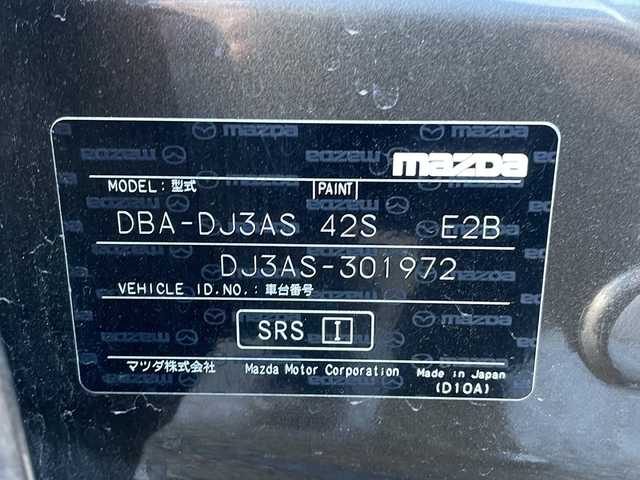 mazda
MODEL: 型式 PAINT
DBA-DJ3AS 42S E2B
DJ3AS-301972
VEHICLE ID.NO.: 車台番号
SRS I
マツダ株式会社 Mazda Motor Corporation Made in Japan
(D10A)